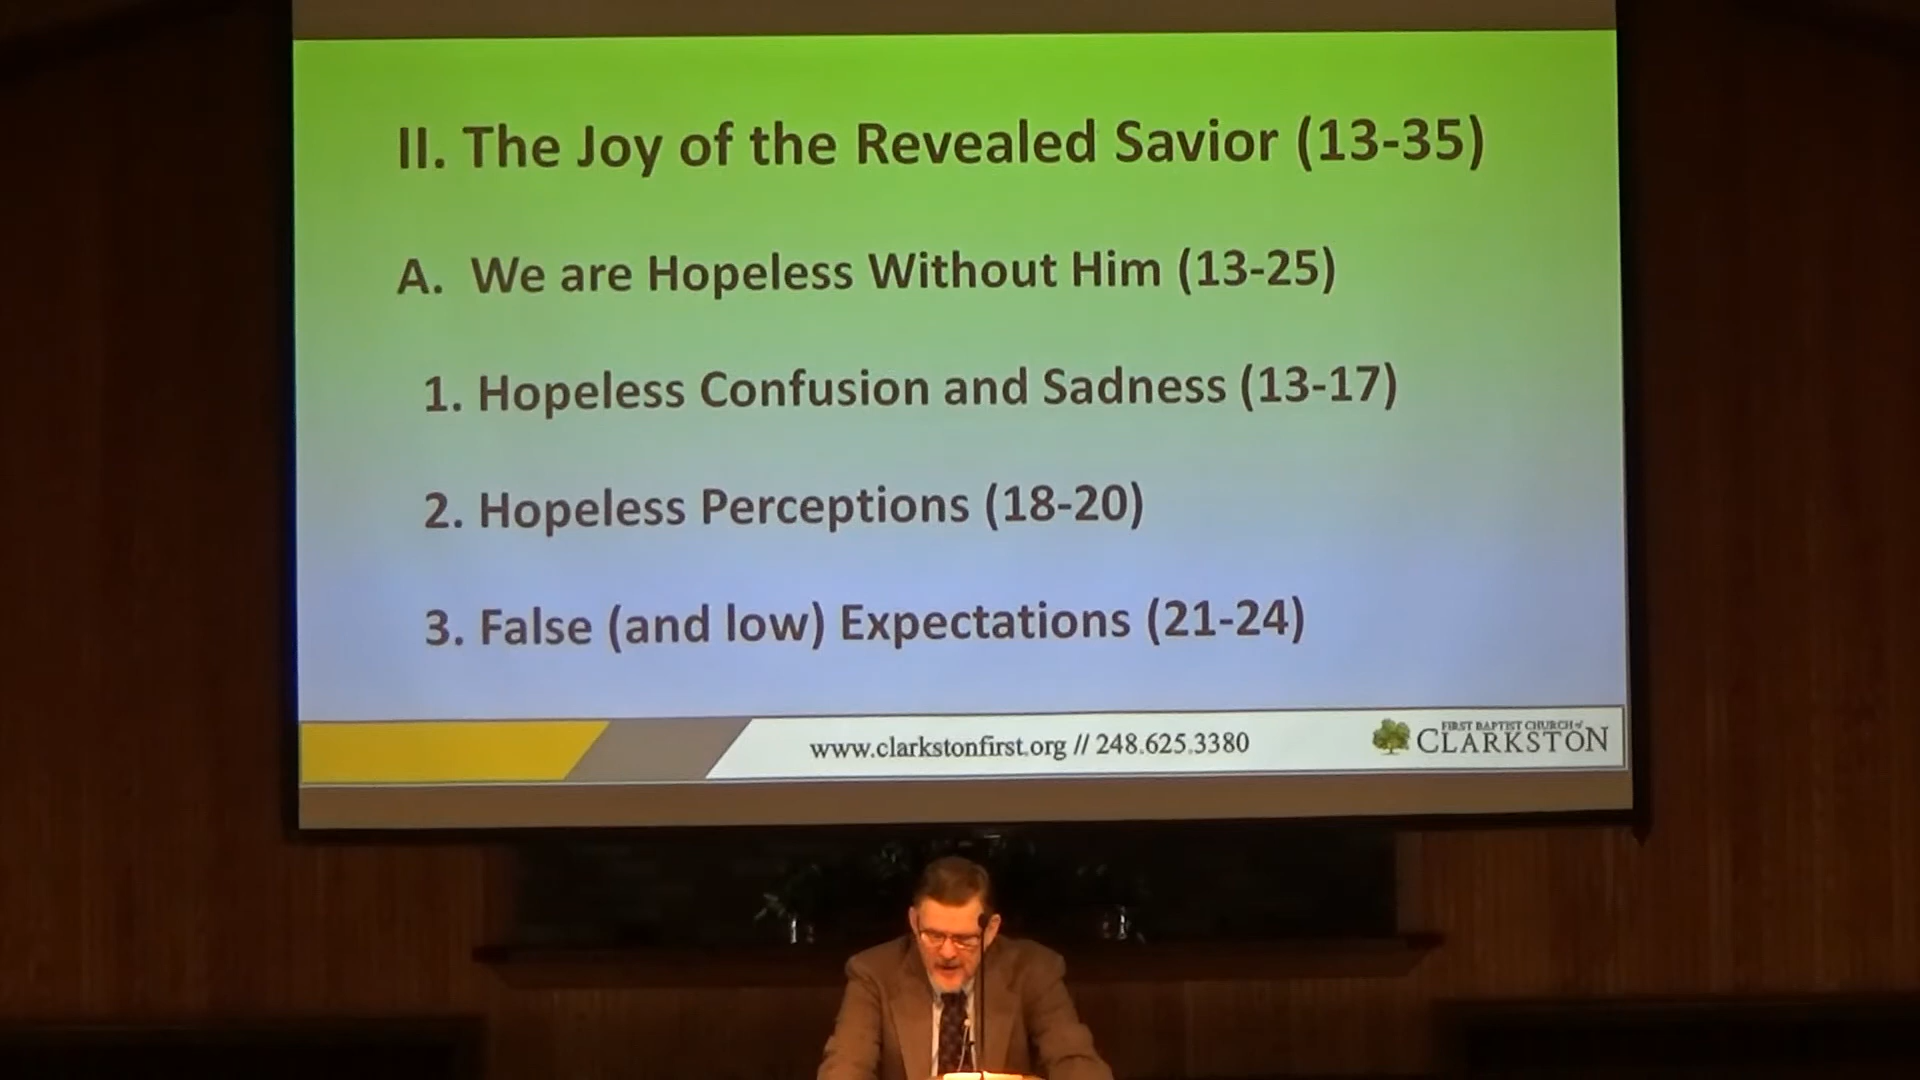 II. The Joy of the Revealed Savior (13-35)
A. We are Hopeless Without Him (13-25)
1. Hopeless Confusion and Sadness (13-17)
2. Hopeless Perceptions (18-20)
3. False (and low) Expectations (21-24)
www.clarkstonfirst.org // 248.625.3380
FIRST BAPTIST CHURCH of
CLARKSTON